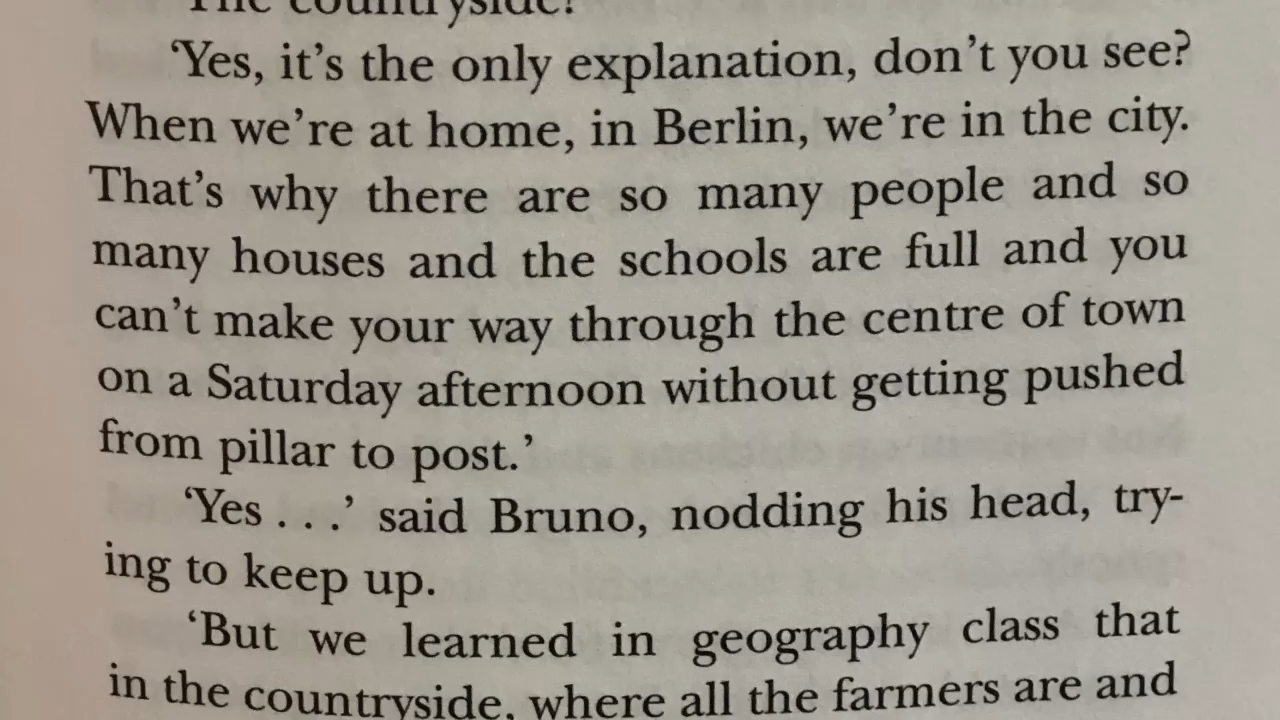 The countryside!
‘Yes, it’s the only explanation, don’t you see?
When we’re at home, in Berlin, we’re in the city.
That’s why there are so many people and so
many houses and the schools are full and you
can’t make your way through the centre of town
on a Saturday afternoon without getting pushed
from pillar to post.’
‘Yes . . .’ said Bruno, nodding his head, try-
ing to keep up.
‘But we learned in geography class that
in the countryside, where all the farmers are and